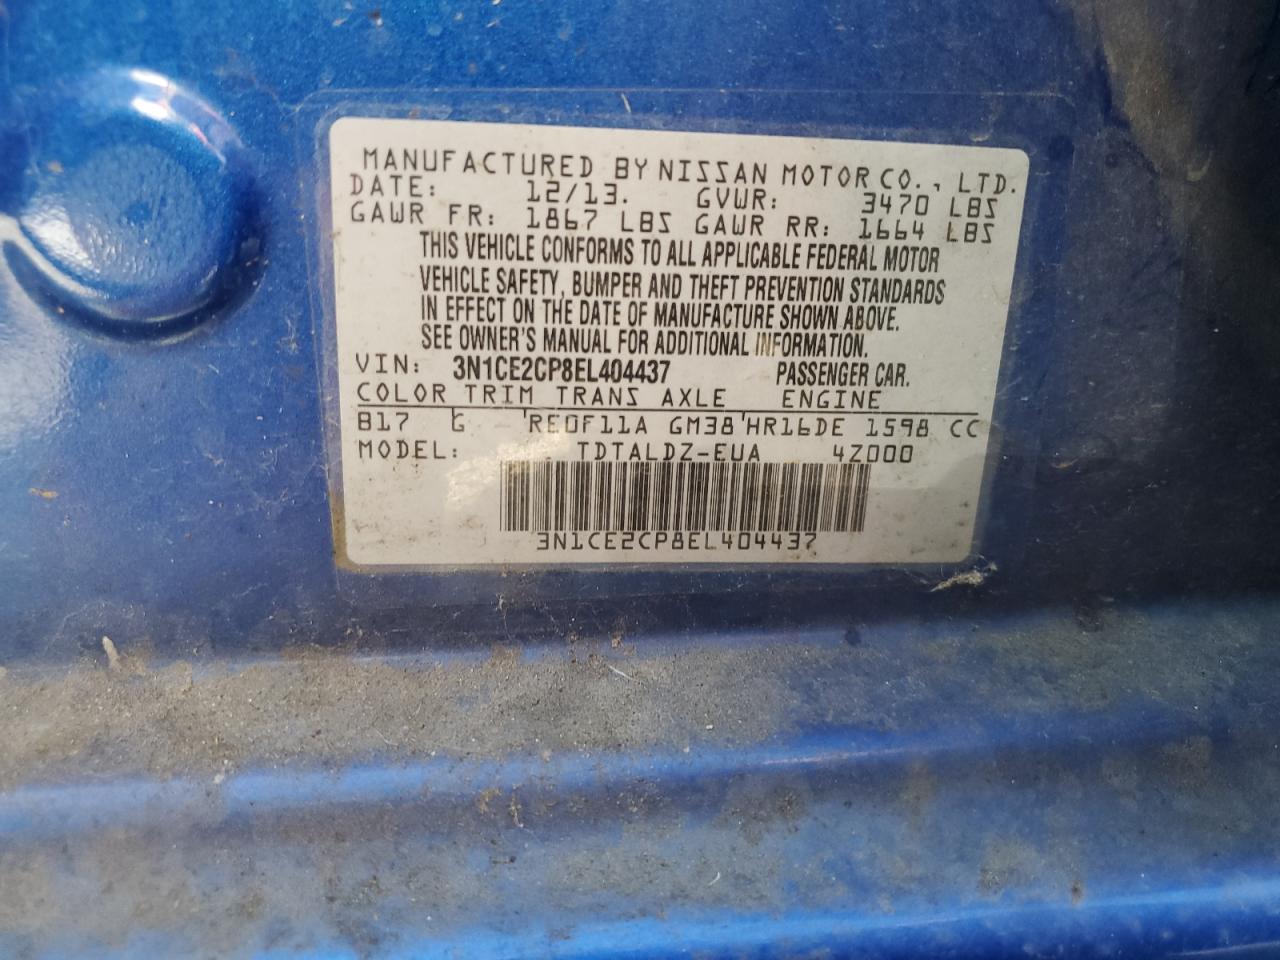 MANUFACTURED BY NISSAN MOTOR CO., LTD.
DATE: 12/13. GVWR: 3470 LBS
GAWR FR: 1867 LBS GAWR RR: 1664 LBS
THIS VEHICLE CONFORMS TO ALL APPLICABLE FEDERAL MOTOR
VEHICLE SAFETY, BUMPER AND THEFT PREVENTION STANDARDS
IN EFFECT ON THE DATE OF MANUFACTURE SHOWN ABOVE.
SEE OWNER'S MANUAL FOR ADDITIONAL INFORMATION.
VIN: 3N1CE2CP8EL404437 PASSENGER CAR.
COLOR TRIM TRANS AXLE ENGINE
B17 G RE0F11A GM38 HR16DE 1598 CC
MODEL: TDTALDZ-EUA 4Z000
3N1CE2CP8EL404437